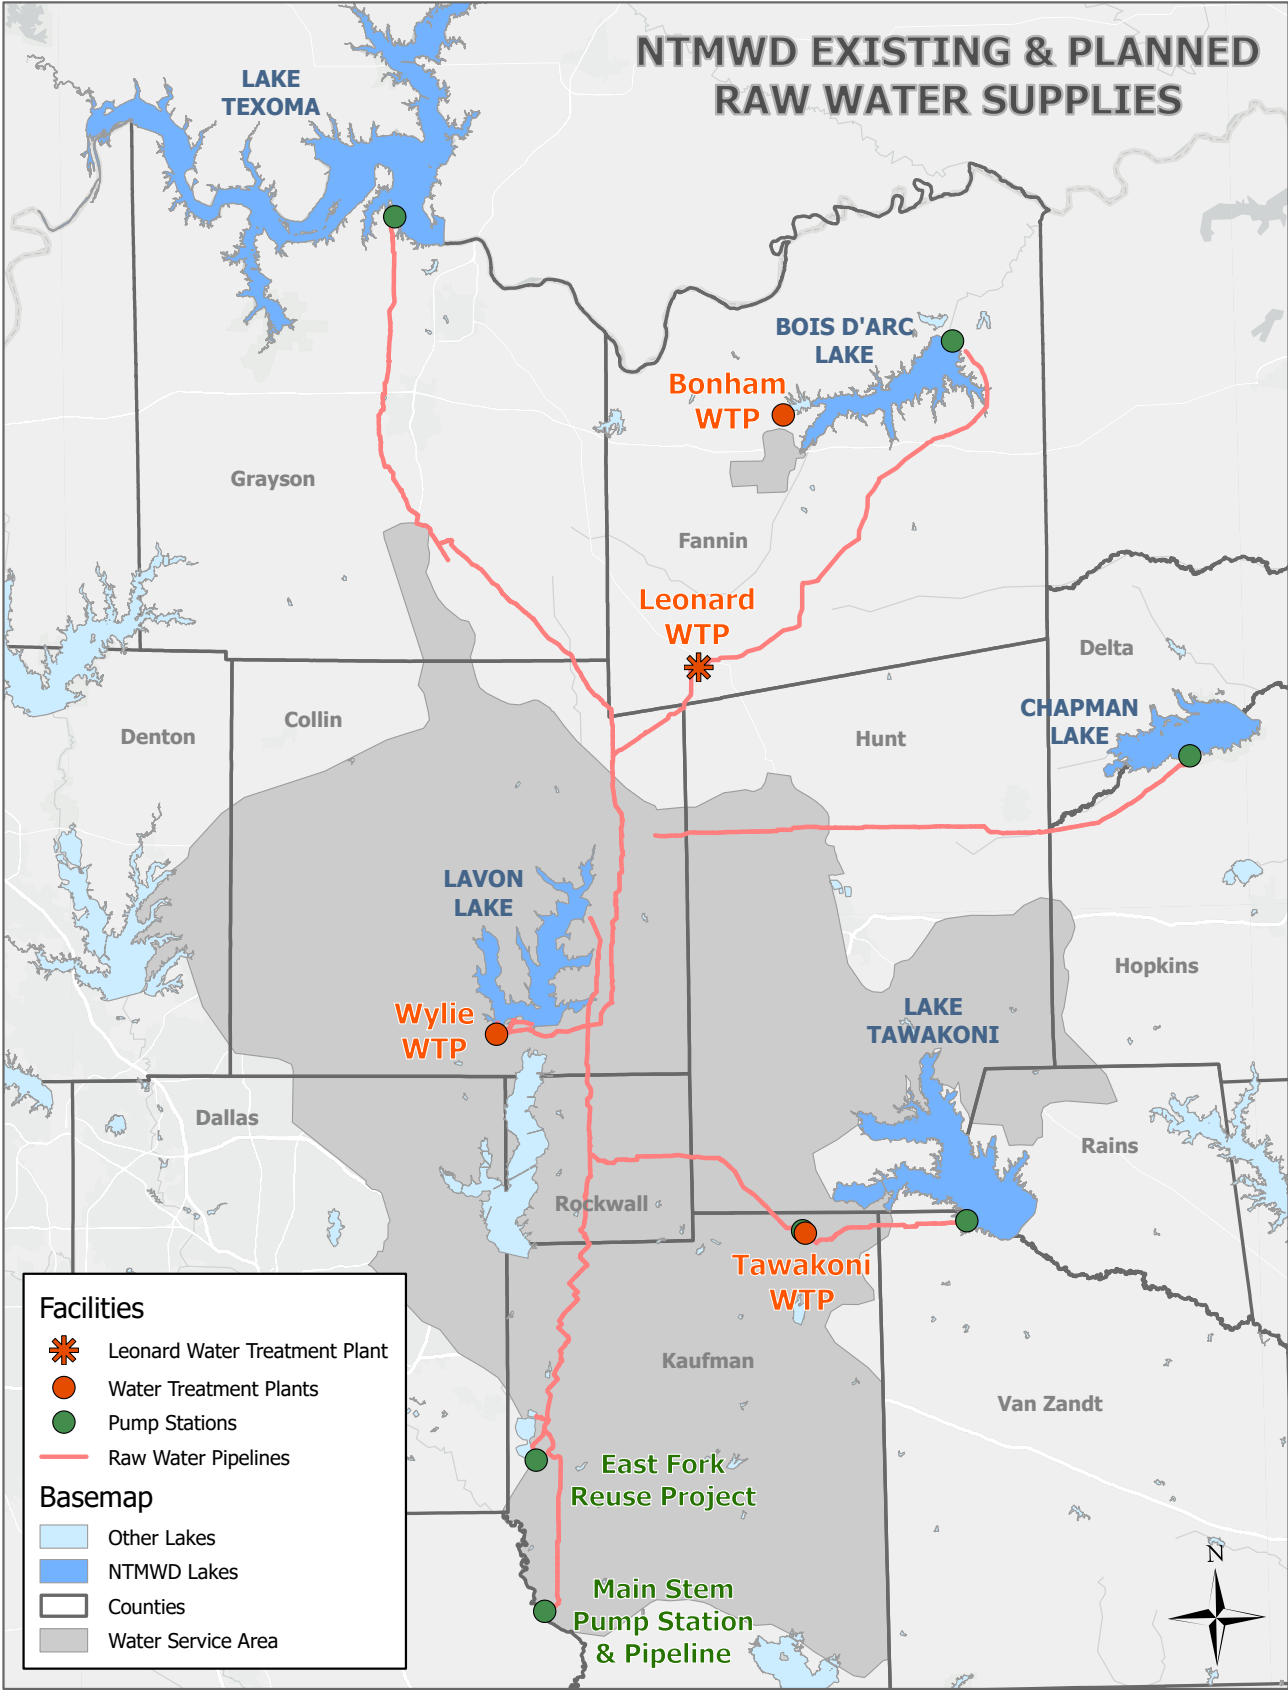 NTMWD EXISTING & PLANNED
RAW WATER SUPPLIES
LAKE
TEXOMA
BOIS D'ARC
LAKE
Bonham
WTP
Grayson
Fannin
Leonard
WTP
Delta
CHAPMAN
LAKE
Collin
Denton
Hunt
LAVON
LAKE
Hopkins
Wylie
WTP
LAKE
TAWAKONI
Dallas
Rains
Rockwall
Tawakoni
WTP
Kaufman
Van Zandt
East Fork
Reuse Project
Main Stem
Pump Station
& Pipeline
Facilities
Leonard Water Treatment Plant
Water Treatment Plants
Pump Stations
Raw Water Pipelines
Basemap
Other Lakes
NTMWD Lakes
Counties
Water Service Area
N